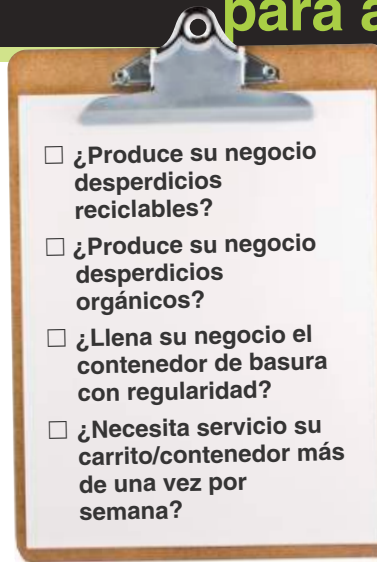 para a
☐ ¿Produce su negocio
desperdicios
reciclables?
☐ ¿Produce su negocio
desperdicios
orgánicos?
☐ ¿Llena su negocio el
contenedor de basura
con regularidad?
☐ ¿Necesita servicio su
carrito/contenedor más
de una vez por
semana?